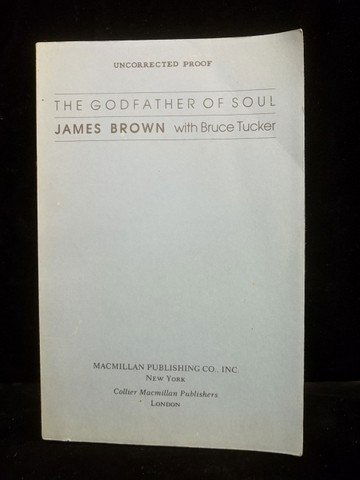 UNCORRECTED PROOF
THE GODFATHER OF SOUL
JAMES BROWN with Bruce Tucker
MACMILLAN PUBLISHING CO., INC.
NEW YORK
Collier Macmillan Publishers
LONDON